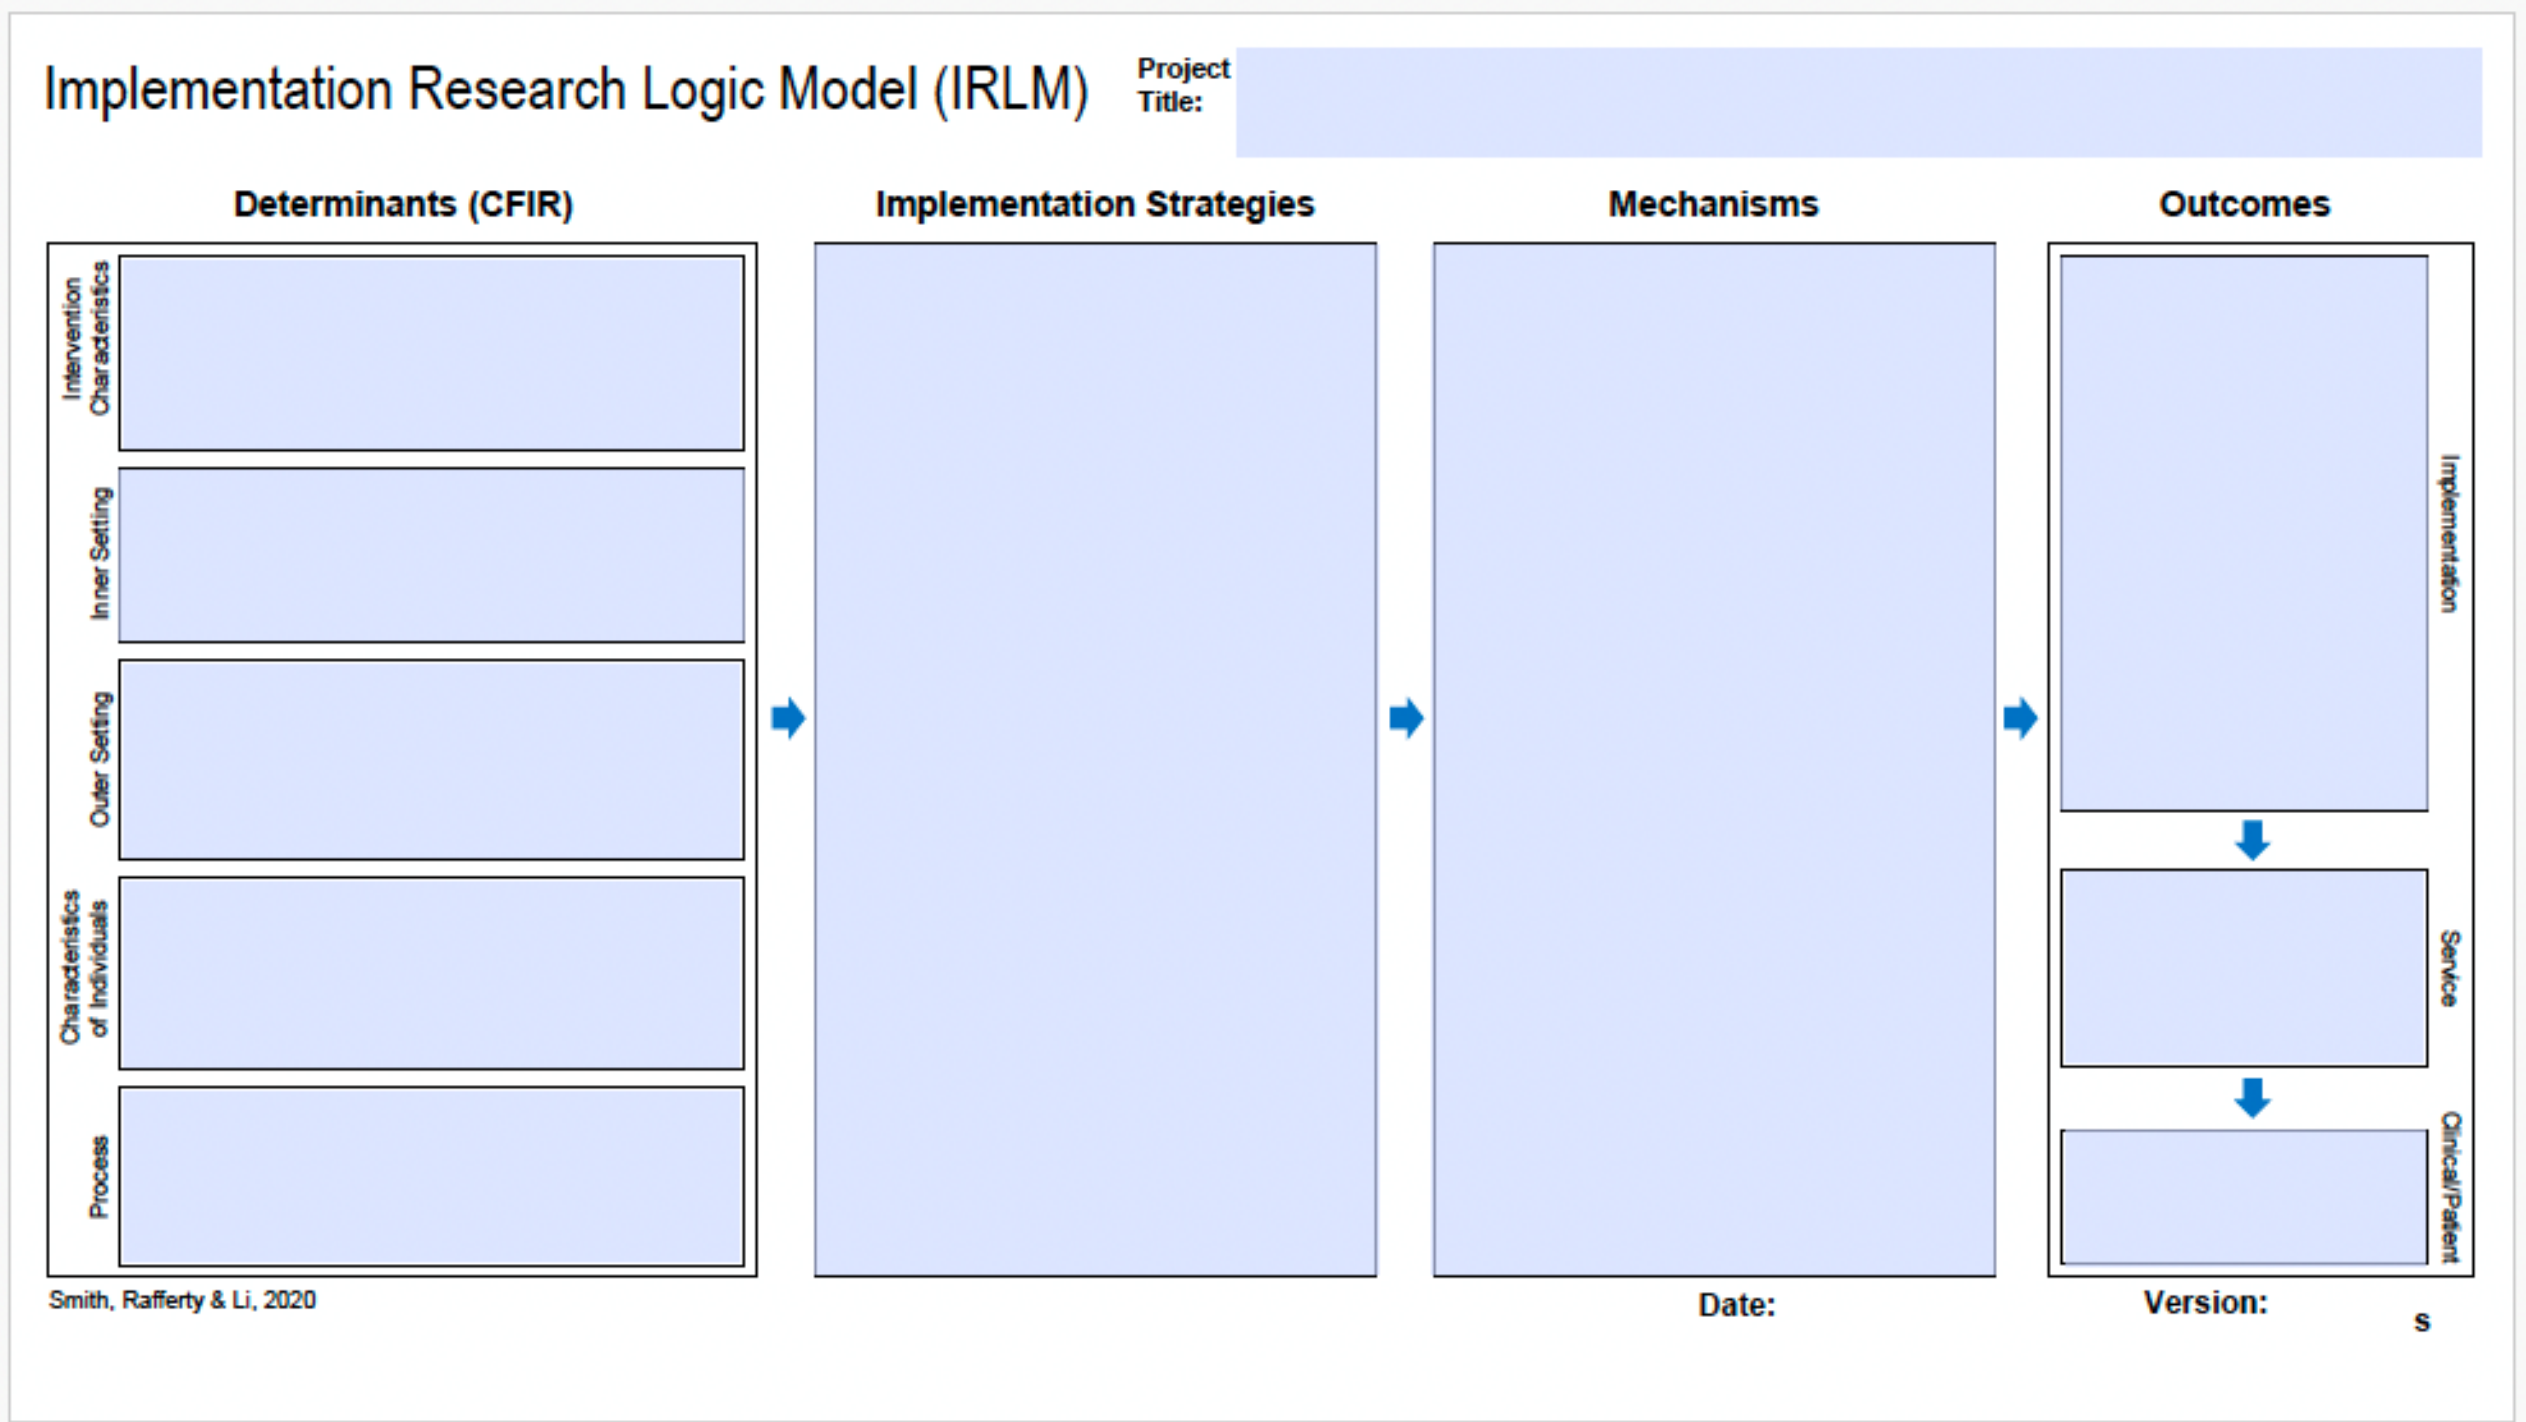 Implementation Research Logic Model (IRLM)
Project
Title:
Determinants (CFIR)
Implementation Strategies
Mechanisms
Outcomes
Intervention
Characteristics
Inner Setting
Outer Setting
Characteristics
of Individuals
Process
Implementation
Service
Clinical/Patient
Smith, Rafferty & Li, 2020
Date:
Version:
s